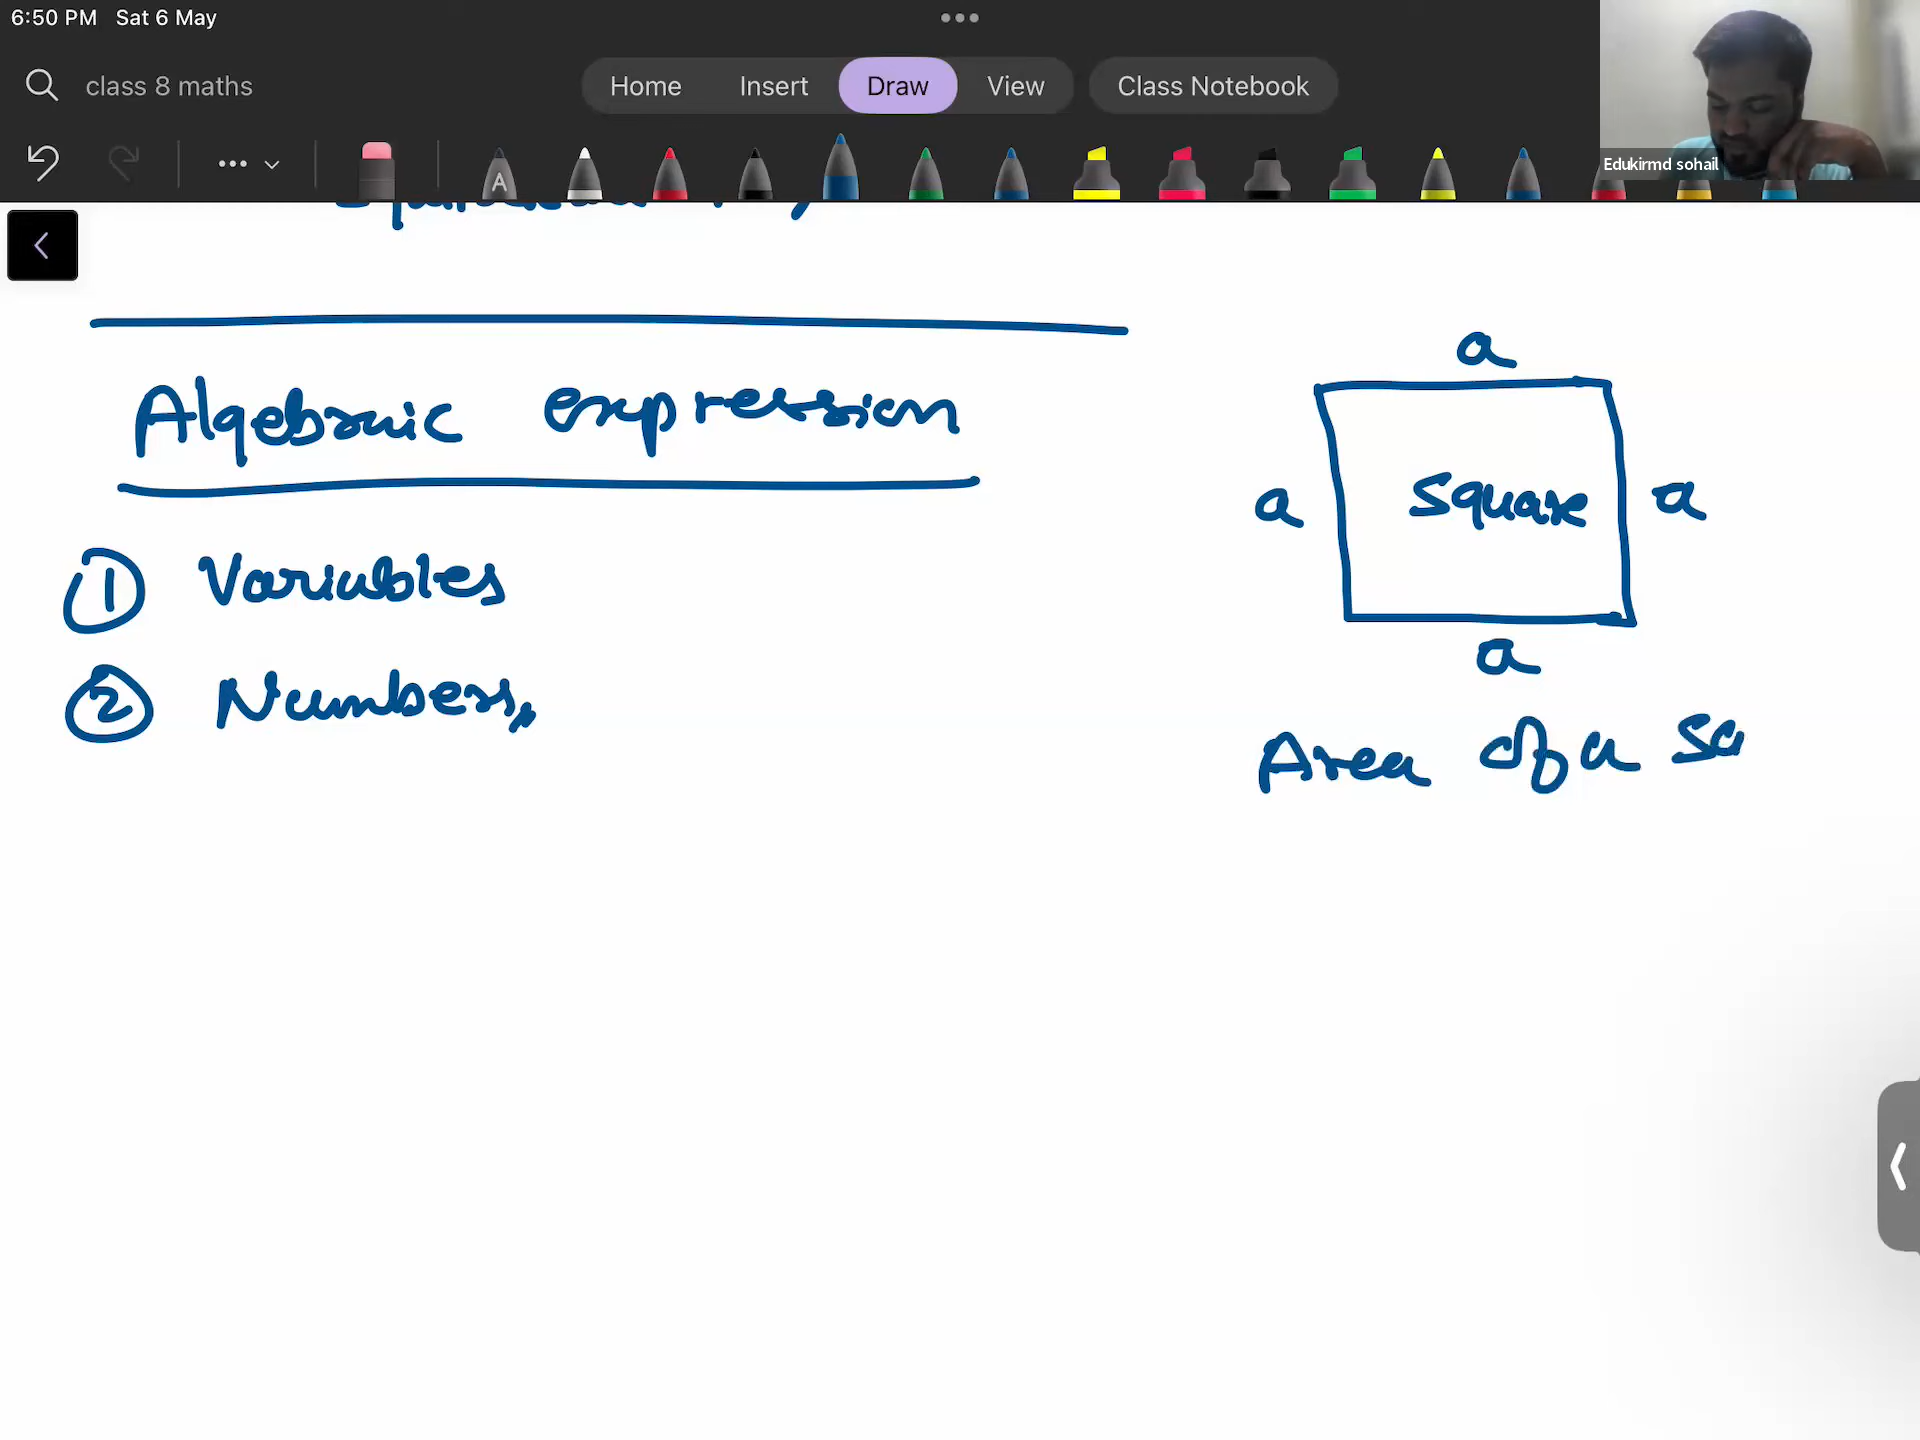 6:50 PM Sat 6 May
class 8 maths
Home Insert Draw View Class Notebook
A
Edukirmd sohail
Algebraic expression
① Variables
② Numbers,,
a
a square a
a
Area of a sq